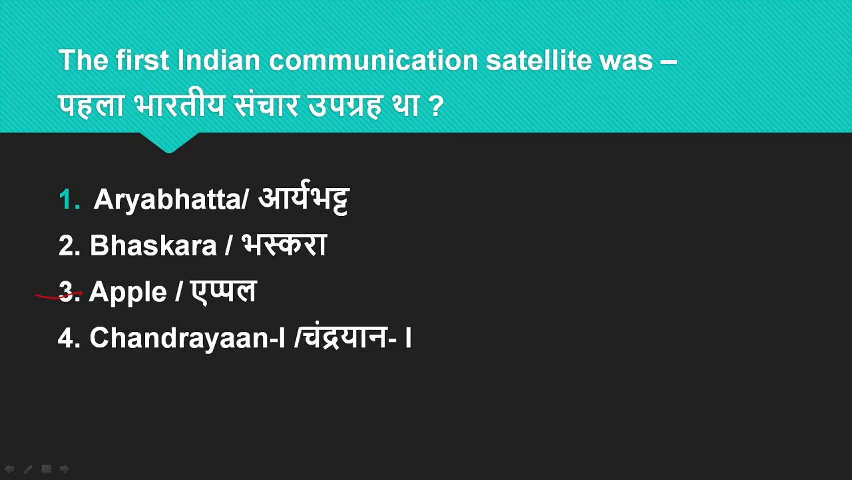 The first Indian communication satellite was –
पहला भारतीय संचार उपग्रह था ?
1. Aryabhatta/ आर्यभट्ट
2. Bhaskara / भस्करा
3. Apple / एप्पल
4. Chandrayaan-I /चंद्रयान- I